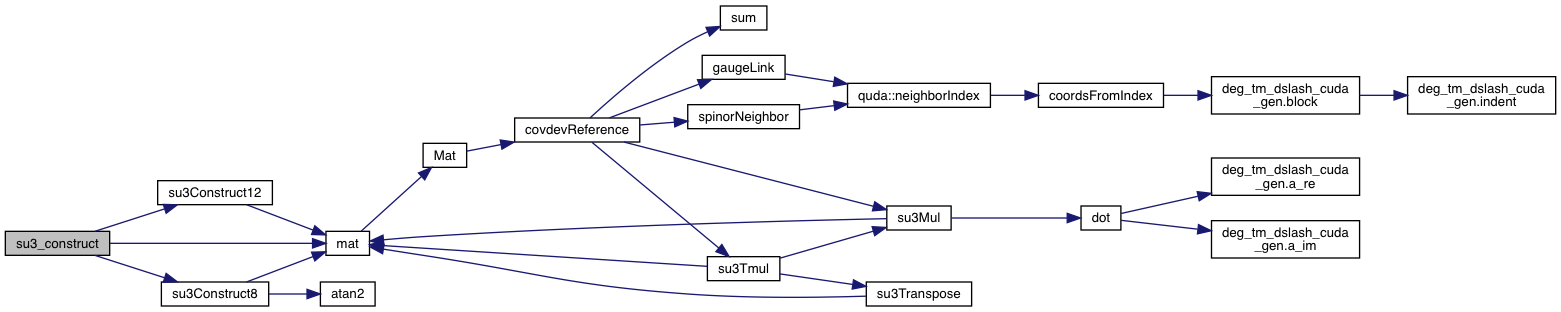 sum
gaugeLink
quda::neighborIndex
coordsFromIndex
deg_tm_dslash_cuda
_gen.block
deg_tm_dslash_cuda
_gen.indent
spinorNeighbor
covdevReference
Mat
su3Construct12
deg_tm_dslash_cuda
_gen.a_re
su3Mul
dot
su3_construct
mat
deg_tm_dslash_cuda
_gen.a_im
su3Tmul
su3Construct8
atan2
su3Transpose